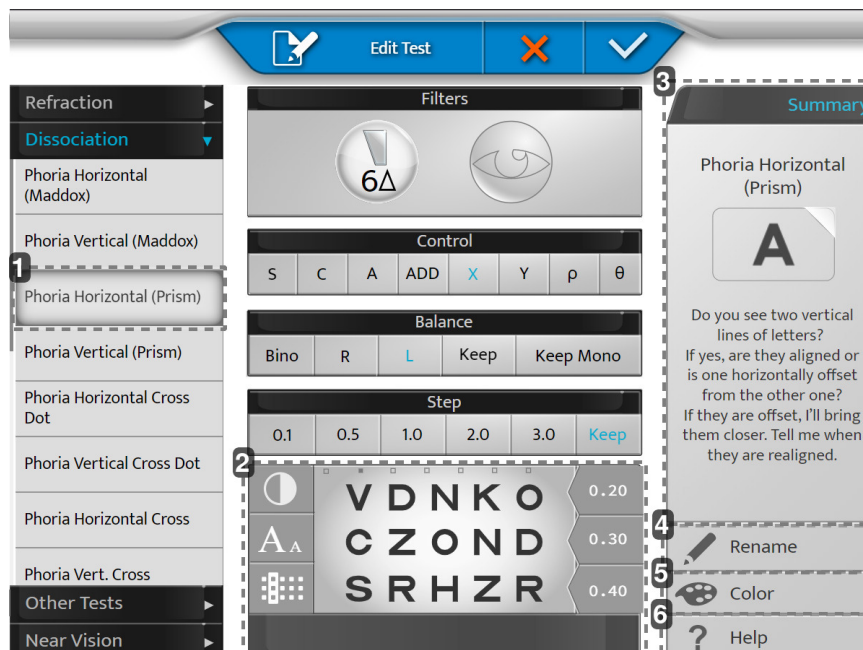 Edit Test
3
Refraction
Dissociation
Phoria Horizontal
(Maddox)
Phoria Vertical (Maddox)
1
Phoria Horizontal (Prism)
Phoria Vertical (Prism)
Phoria Horizontal Cross
Dot
Phoria Vertical Cross Dot
Phoria Horizontal Cross
Phoria Vert. Cross
Other Tests
Near Vision
Filters
6Δ
Control
S C A ADD X Y ρ θ
Balance
Bino R L Keep Keep Mono
Step
0.1 0.5 1.0 2.0 3.0 Keep
2
V D N K O 0.20
A A C Z O N D 0.30
S R H Z R 0.40
Summary
Phoria Horizontal
(Prism)
A
Do you see two vertical
lines of letters?
If yes, are they aligned or
is one horizontally offset
from the other one?
If they are offset, I'll bring
them closer. Tell me when
they are realigned.
4
Rename
5
Color
6
? Help